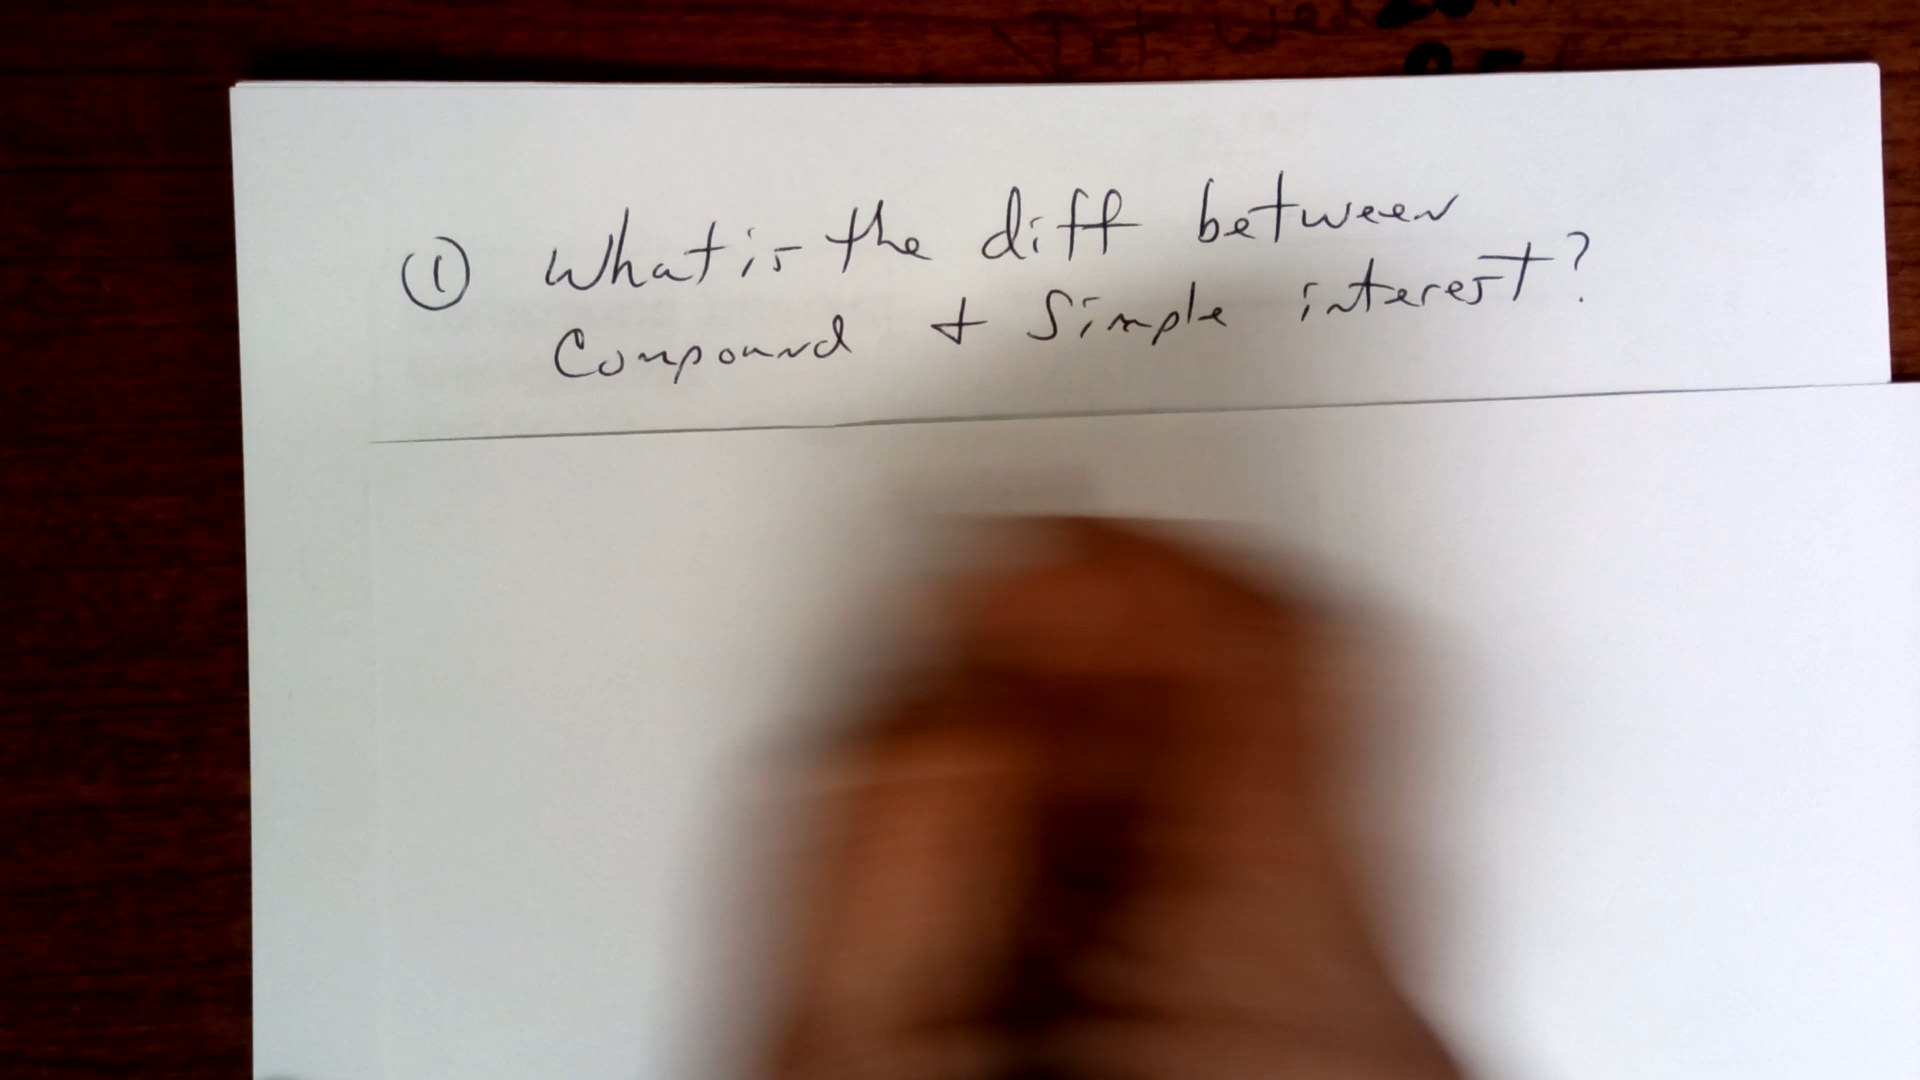 ① What is the diff between
Compound + Simple interest?